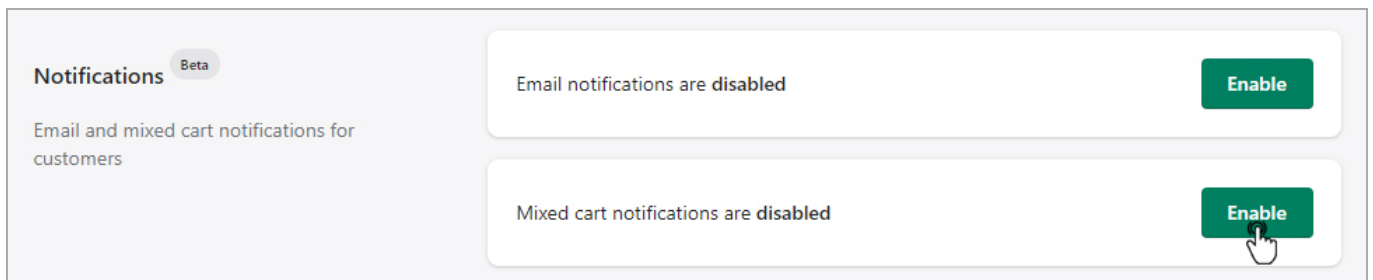 Notifications Beta
Email and mixed cart notifications for
customers
Email notifications are disabled
Enable
Mixed cart notifications are disabled
Enable